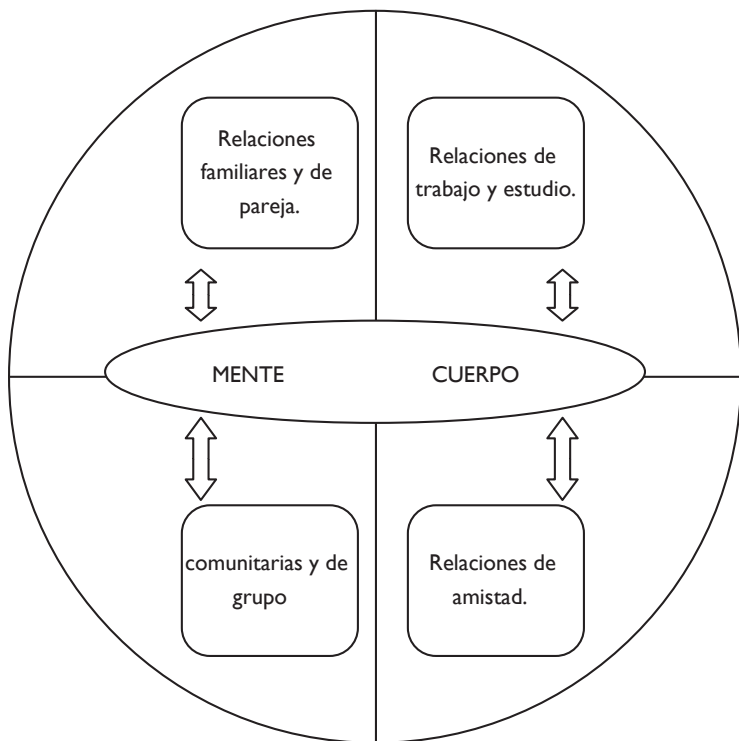 Relaciones
familiares y de
pareja.
Relaciones de
trabajo y estudio.
MENTE
CUERPO
comunitarias y de
grupo
Relaciones de
amistad.